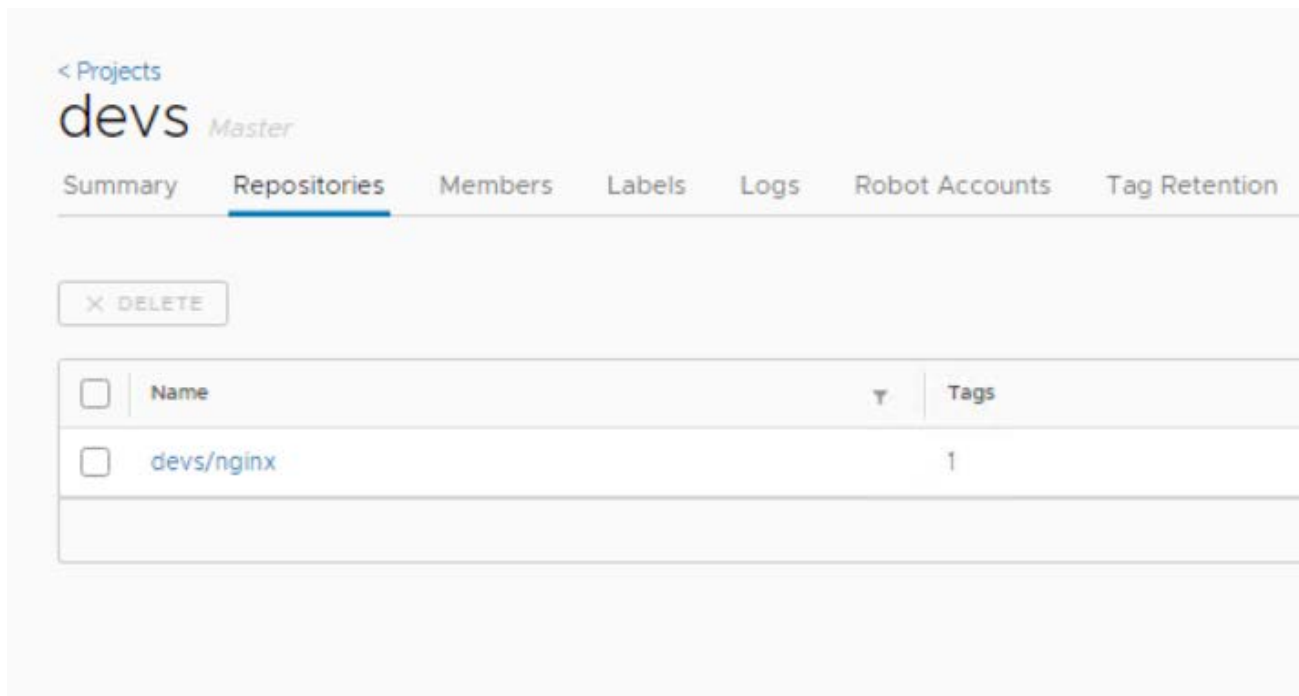 < Projects
devs Master
Summary Repositories Members Labels Logs Robot Accounts Tag Retention
X DELETE
Name Tags
devs/nginx 1